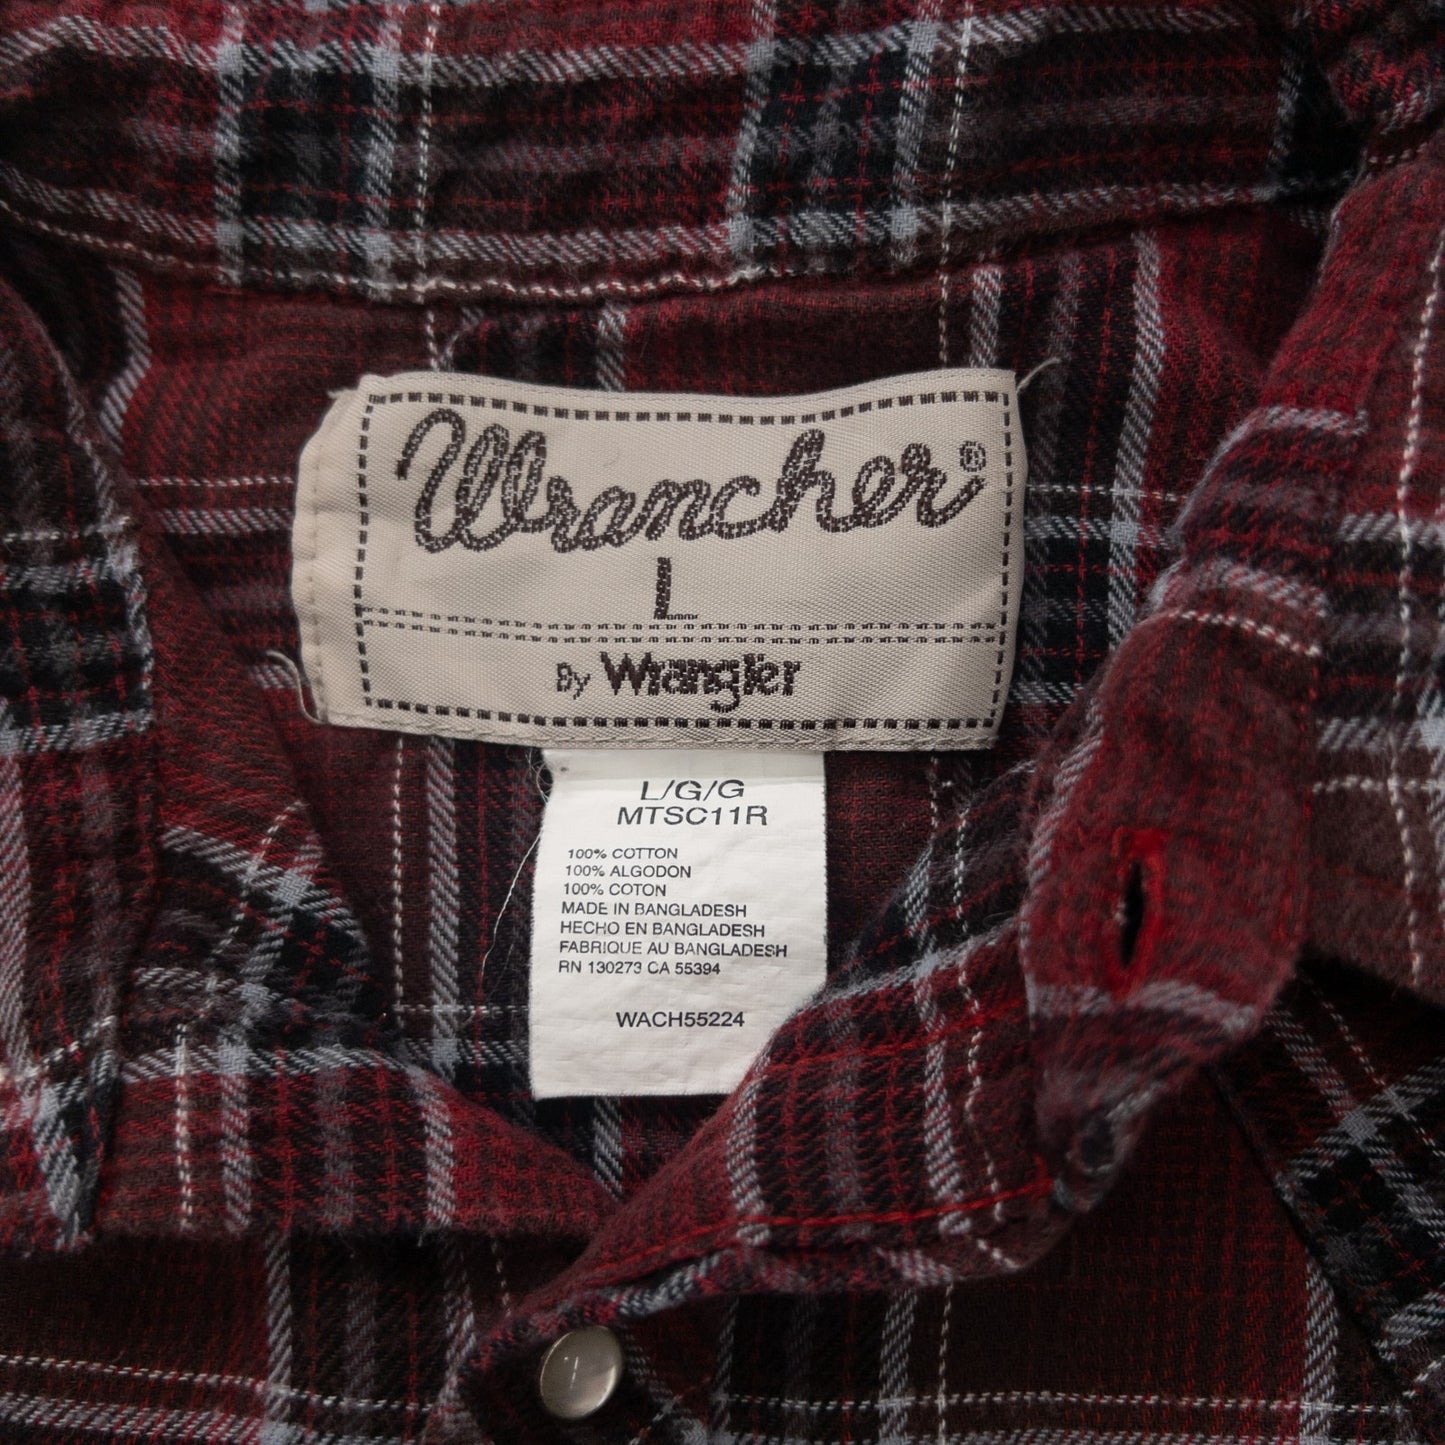 Wrancher®
L
By Wrangler
L/G/G
MTSC11R
100% COTTON
100% ALGODON
100% COTON
MADE IN BANGLADESH
HECHO EN BANGLADESH
FABRIQUE AU BANGLADESH
RN 130273 CA 55394
WACH55224